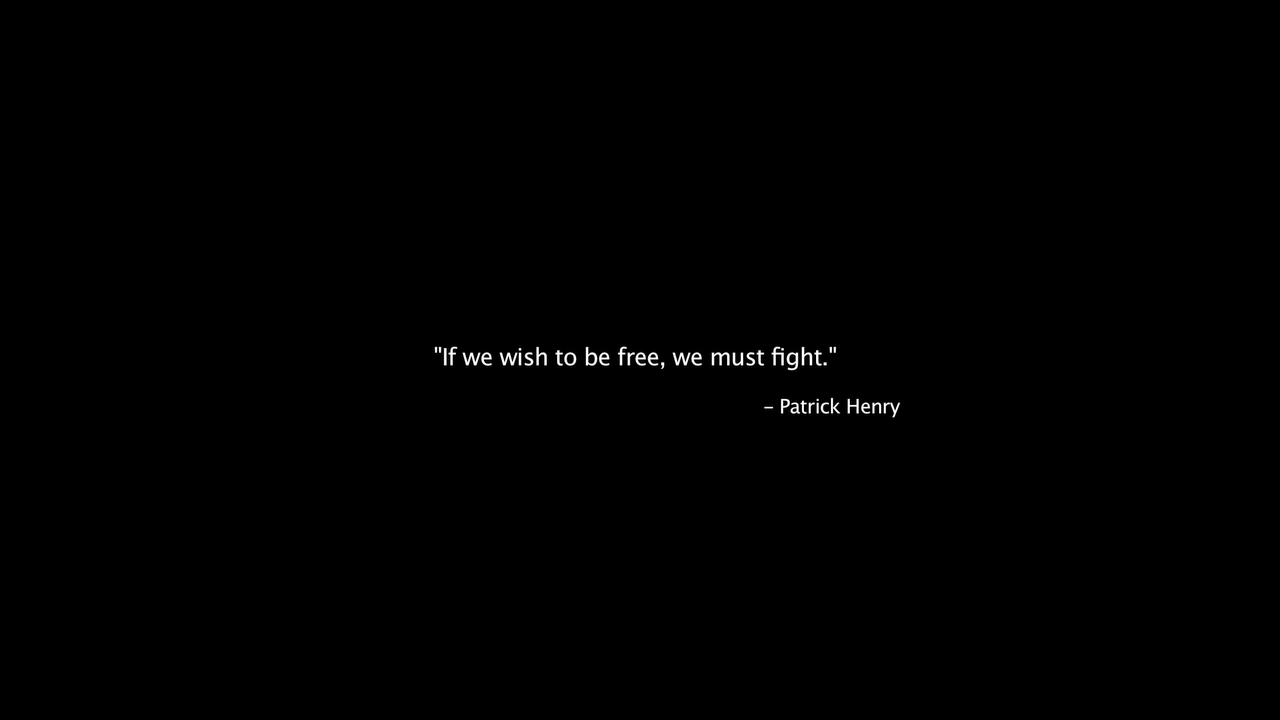 "If we wish to be free, we must fight."
– Patrick Henry